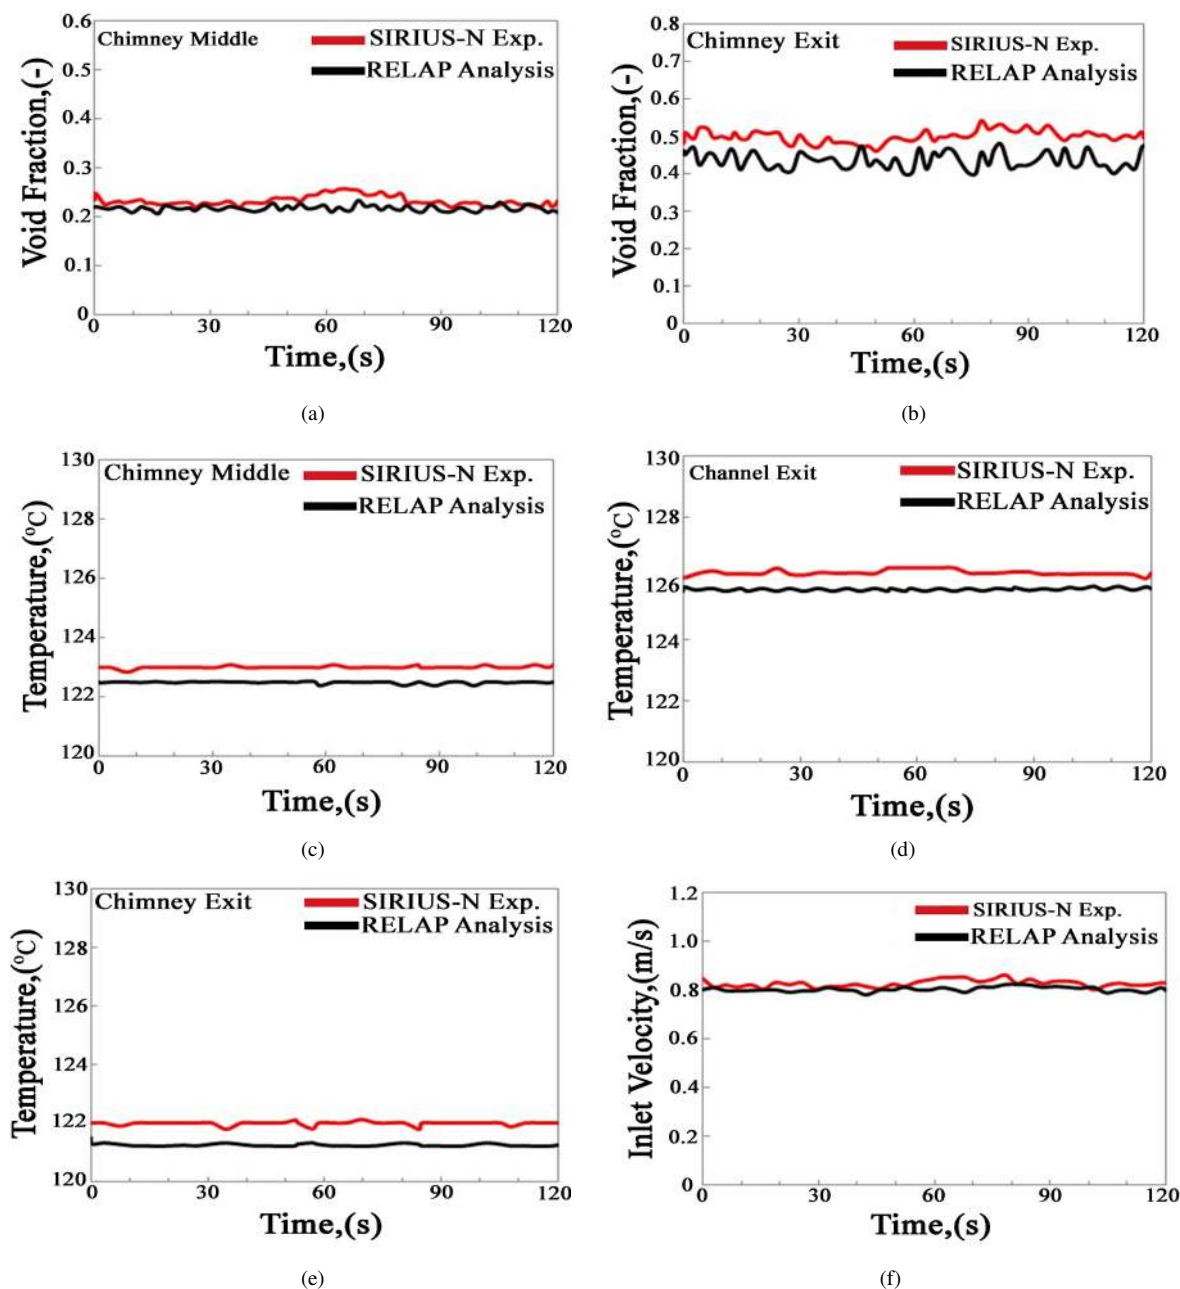 Chimney Middle
SIRIUS-N Exp.
RELAP Analysis
Void Fraction,(-)
0.6
0.5
0.4
0.3
0.2
0.1
0
0 30 60 90 120
Time,(s)
(a)
Chimney Exit
SIRIUS-N Exp.
RELAP Analysis
Void Fraction,(-)
0.8
0.7
0.6
0.5
0.4
0.3
0.2
0.1
0
0 30 60 90 120
Time,(s)
(b)
Chimney Middle
SIRIUS-N Exp.
RELAP Analysis
Temperature,(ºC)
130
128
126
124
122
120
0 30 60 90 120
Time,(s)
(c)
Channel Exit
SIRIUS-N Exp.
RELAP Analysis
Temperature,(ºC)
130
128
126
124
122
120
0 30 60 90 120
Time,(s)
(d)
Chimney Exit
SIRIUS-N Exp.
RELAP Analysis
Temperature,(ºC)
130
128
126
124
122
120
0 30 60 90 120
Time,(s)
(e)
SIRIUS-N Exp.
RELAP Analysis
Inlet Velocity,(m/s)
1.2
1.0
0.8
0.6
0.4
0.2
0
0 30 60 90 120
Time,(s)
(f)